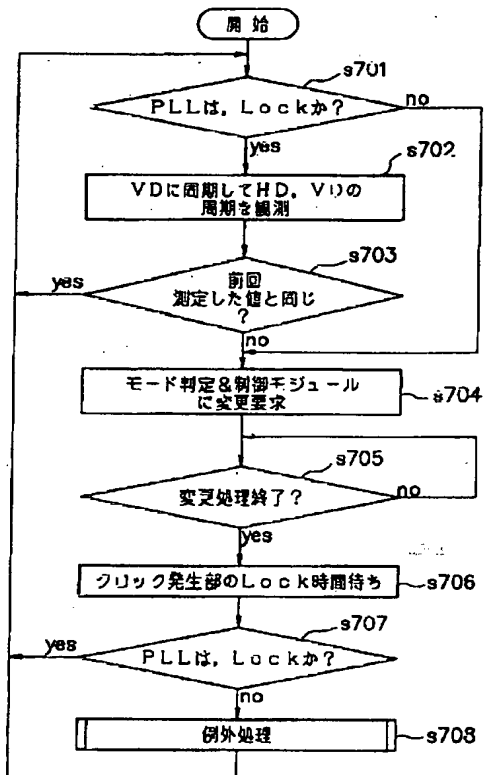 開始
s701
PLLは,Lockか?
no
yes
s702
VDに同期してHD,VDの
周期を観測
s703
yes
前回
測定した値と同じ
?
no
モード判定&制御モジュール
に変更要求
s704
s705
変更処理終了?
no
yes
クリック発生部のLock時間待ち
s706
s707
yes
PLLは,Lockか?
no
例外処理
s708